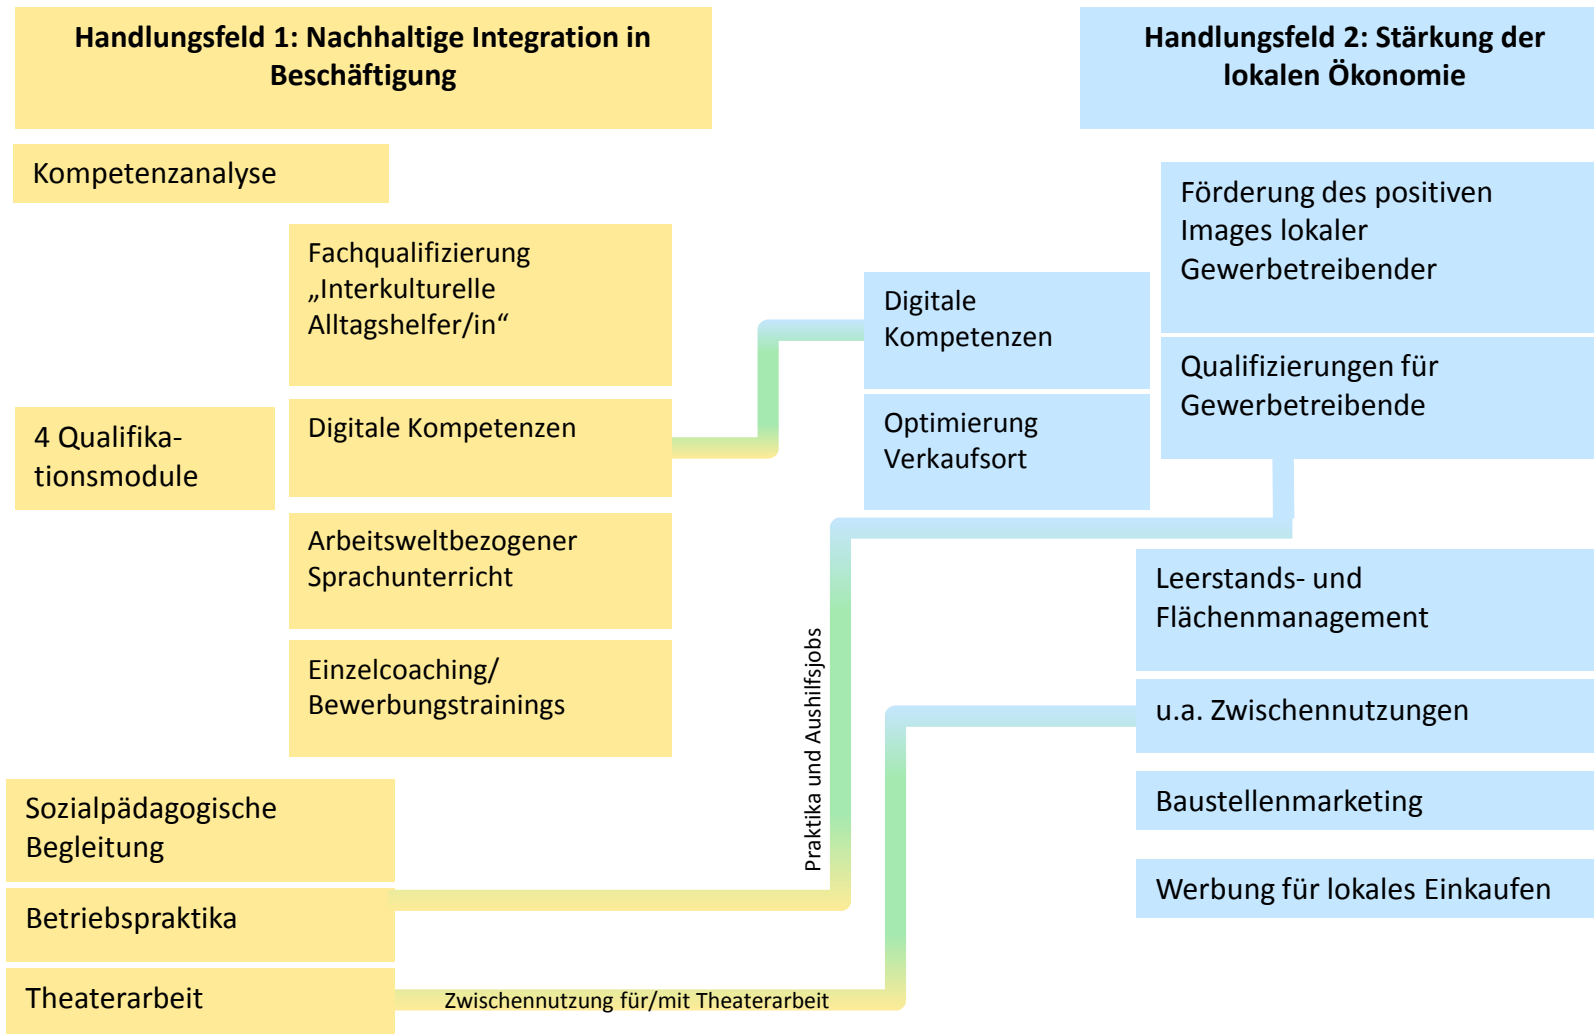 Handlungsfeld 1: Nachhaltige Integration in
Beschäftigung
Kompetenzanalyse
4 Qualifika-
tionsmodule
Fachqualifizierung
„Interkulturelle
Alltagshelfer/in“
Digitale Kompetenzen
Arbeitsweltbezogener
Sprachunterricht
Einzelcoaching/
Bewerbungstrainings
Sozialpädagogische
Begleitung
Betriebspraktika
Theaterarbeit
Zwischennutzung für/mit Theaterarbeit
Praktika und Aushilfsjobs
Handlungsfeld 2: Stärkung der
lokalen Ökonomie
Förderung des positiven
Images lokaler
Gewerbetreibender
Digitale
Kompetenzen
Optimierung
Verkaufsort
Qualifizierungen für
Gewerbetreibende
Leerstands- und
Flächenmanagement
u.a. Zwischennutzungen
Baustellenmarketing
Werbung für lokales Einkaufen